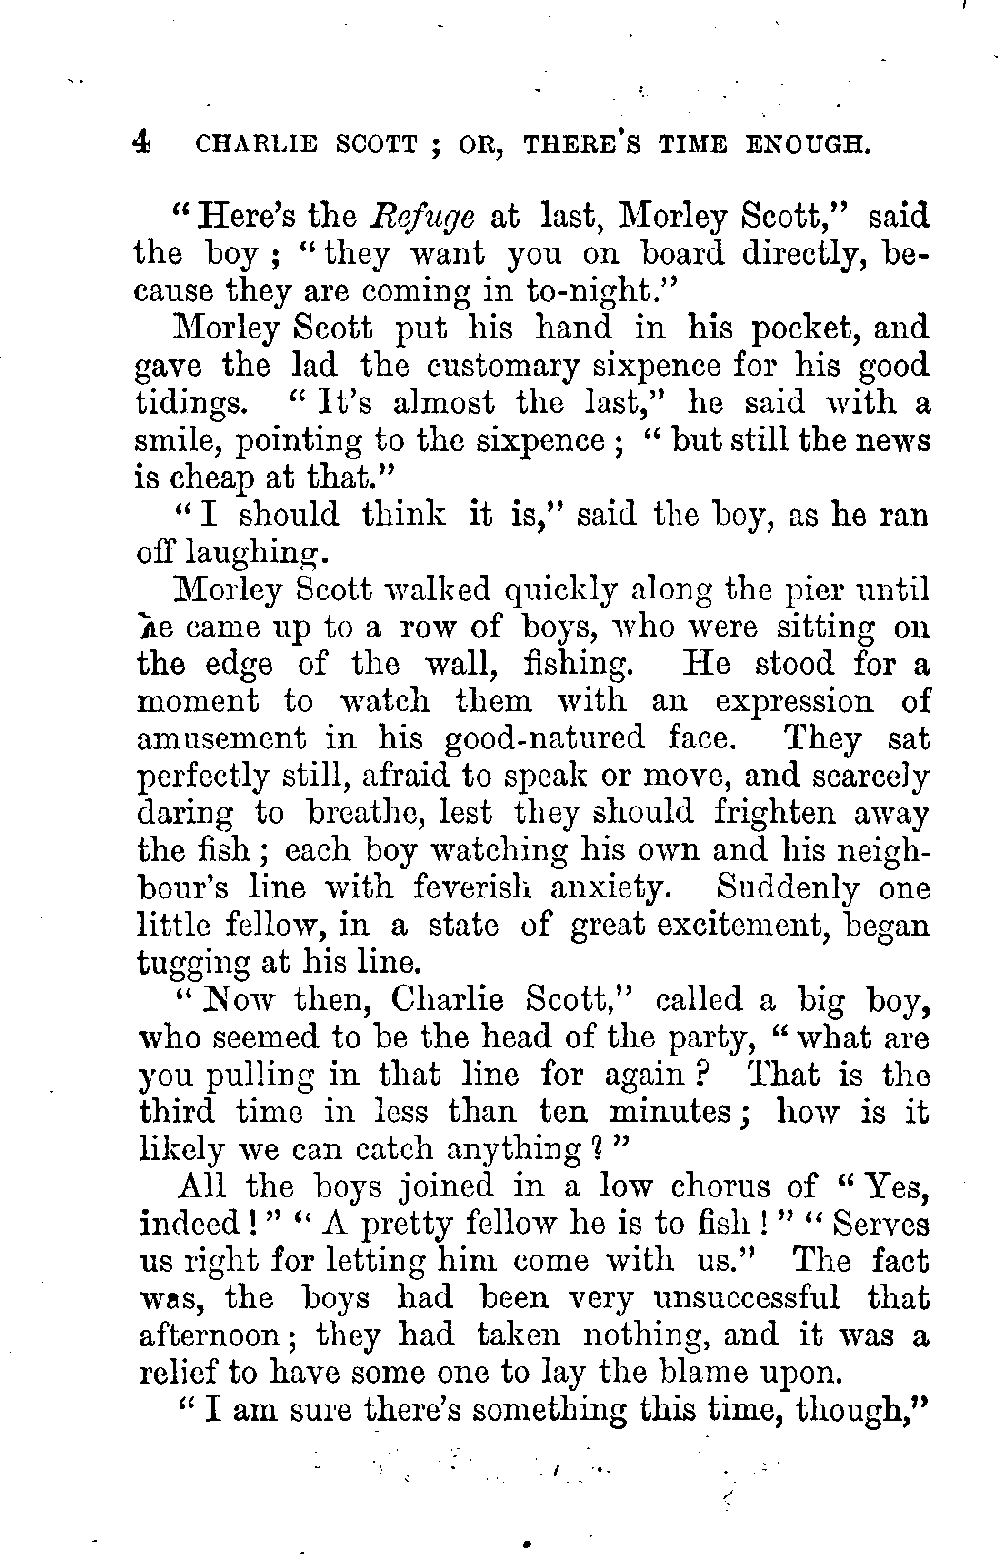 4 CHARLIE SCOTT ; OR, THERE'S TIME ENOUGH.
"Here's the Refuge at last, Morley Scott," said
the boy ; "they want you on board directly, be-
cause they are coming in to-night."
Morley Scott put his hand in his pocket, and
gave the lad the customary sixpence for his good
tidings. "It's almost the last," he said with a
smile, pointing to the sixpence ; "but still the news
is cheap at that."
"I should think it is," said the boy, as he ran
off laughing.
Morley Scott walked quickly along the pier until
he came up to a row of boys, who were sitting on
the edge of the wall, fishing. He stood for a
moment to watch them with an expression of
amusement in his good-natured face. They sat
perfectly still, afraid to speak or move, and scarcely
daring to breathe, lest they should frighten away
the fish ; each boy watching his own and his neigh-
bour's line with feverish anxiety. Suddenly one
little fellow, in a state of great excitement, began
tugging at his line.
"Now then, Charlie Scott," called a big boy,
who seemed to be the head of the party, "what are
you pulling in that line for again ? That is the
third time in less than ten minutes ; how is it
likely we can catch anything ?"
All the boys joined in a low chorus of "Yes,
indeed !" "A pretty fellow he is to fish !" "Serves
us right for letting him come with us." The fact
was, the boys had been very unsuccessful that
afternoon ; they had taken nothing, and it was a
relief to have some one to lay the blame upon.
"I am sure there's something this time, though,"